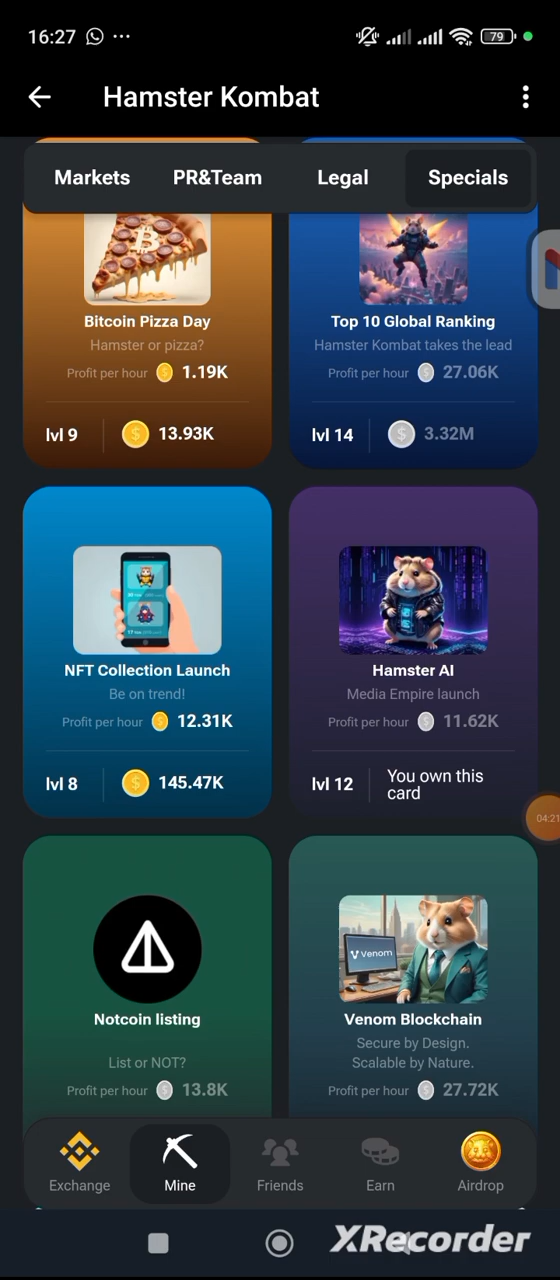 16:27
79
Hamster Kombat
Markets PR&Team Legal Specials
Bitcoin Pizza Day
Hamster or pizza?
Profit per hour 1.19K
lvl 9 13.93K
Top 10 Global Ranking
Hamster Kombat takes the lead
Profit per hour 27.06K
lvl 14 3.32M
NFT Collection Launch
Be on trend!
Profit per hour 12.31K
lvl 8 145.47K
Hamster AI
Media Empire launch
Profit per hour 11.62K
lvl 12 You own this
card
04:21
Notcoin listing
List or NOT?
Profit per hour 13.8K
Venom
Venom Blockchain
Secure by Design.
Scalable by Nature.
Profit per hour 27.72K
Exchange Mine Friends Earn Airdrop
XRecorder